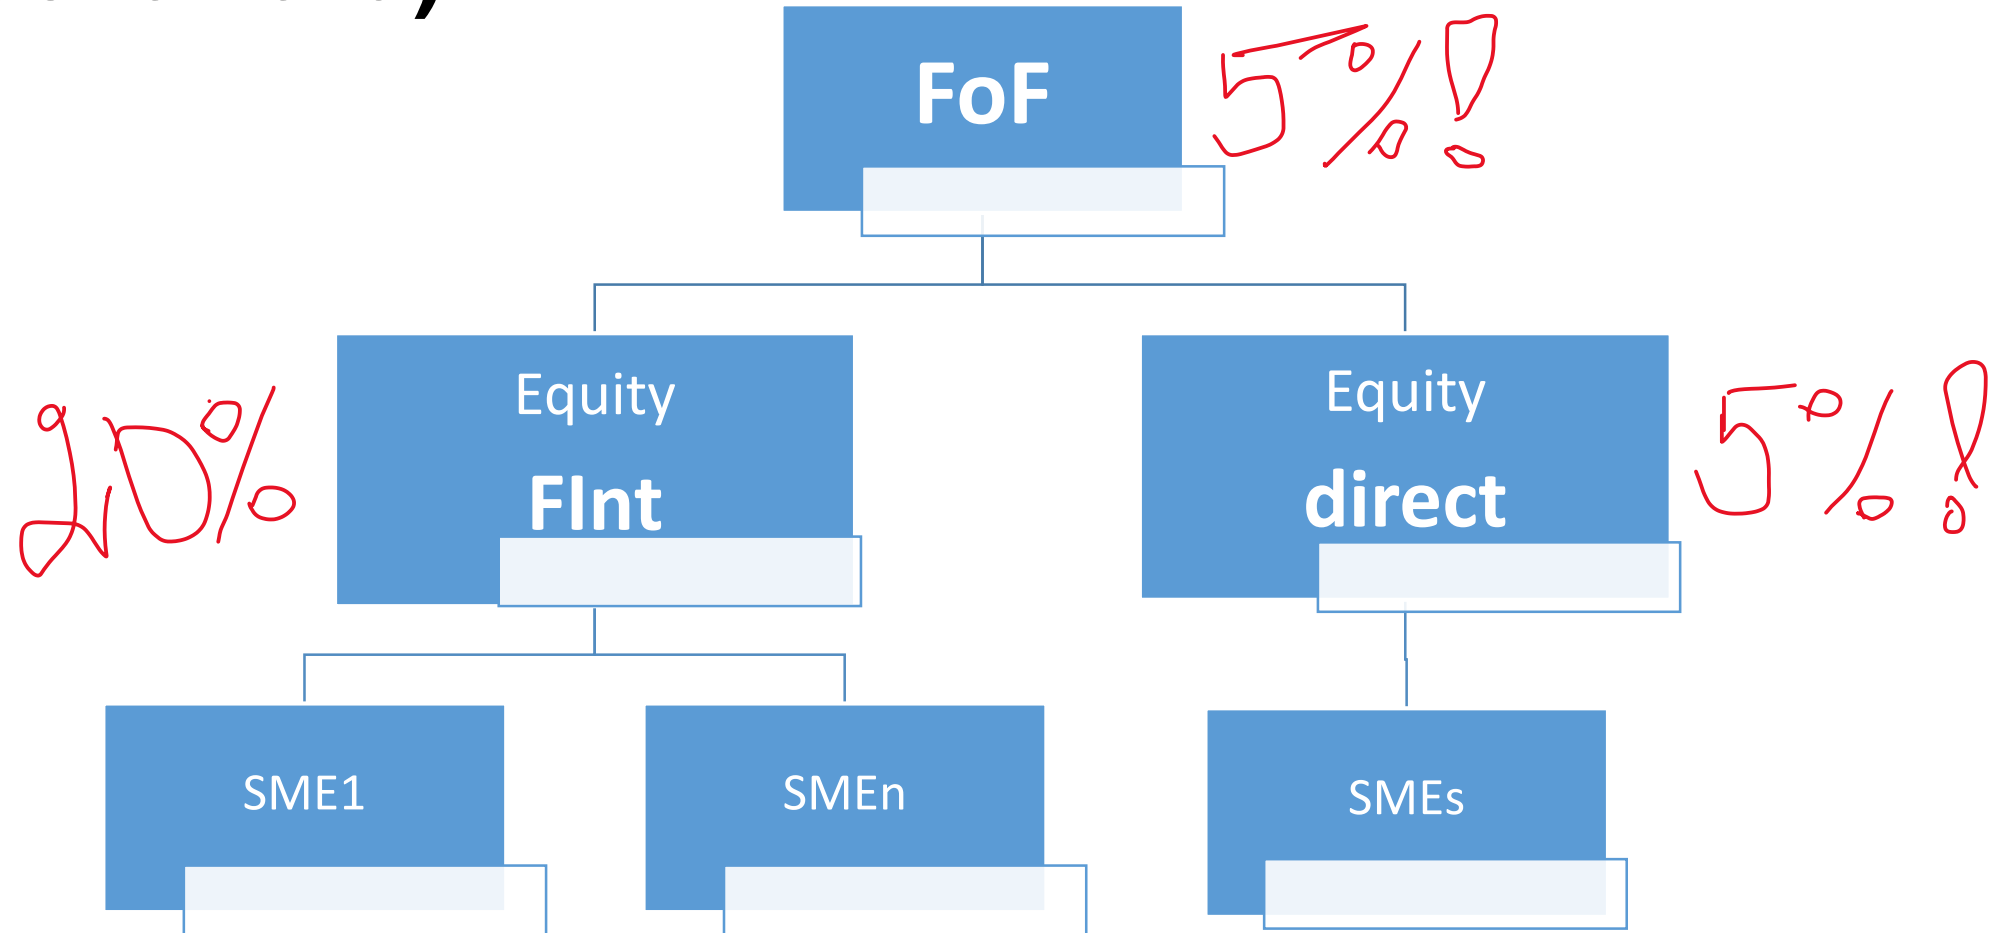 FoF 5%!
20% Equity
FInt
Equity 5%!
direct
SME1
SMEn
SMEs